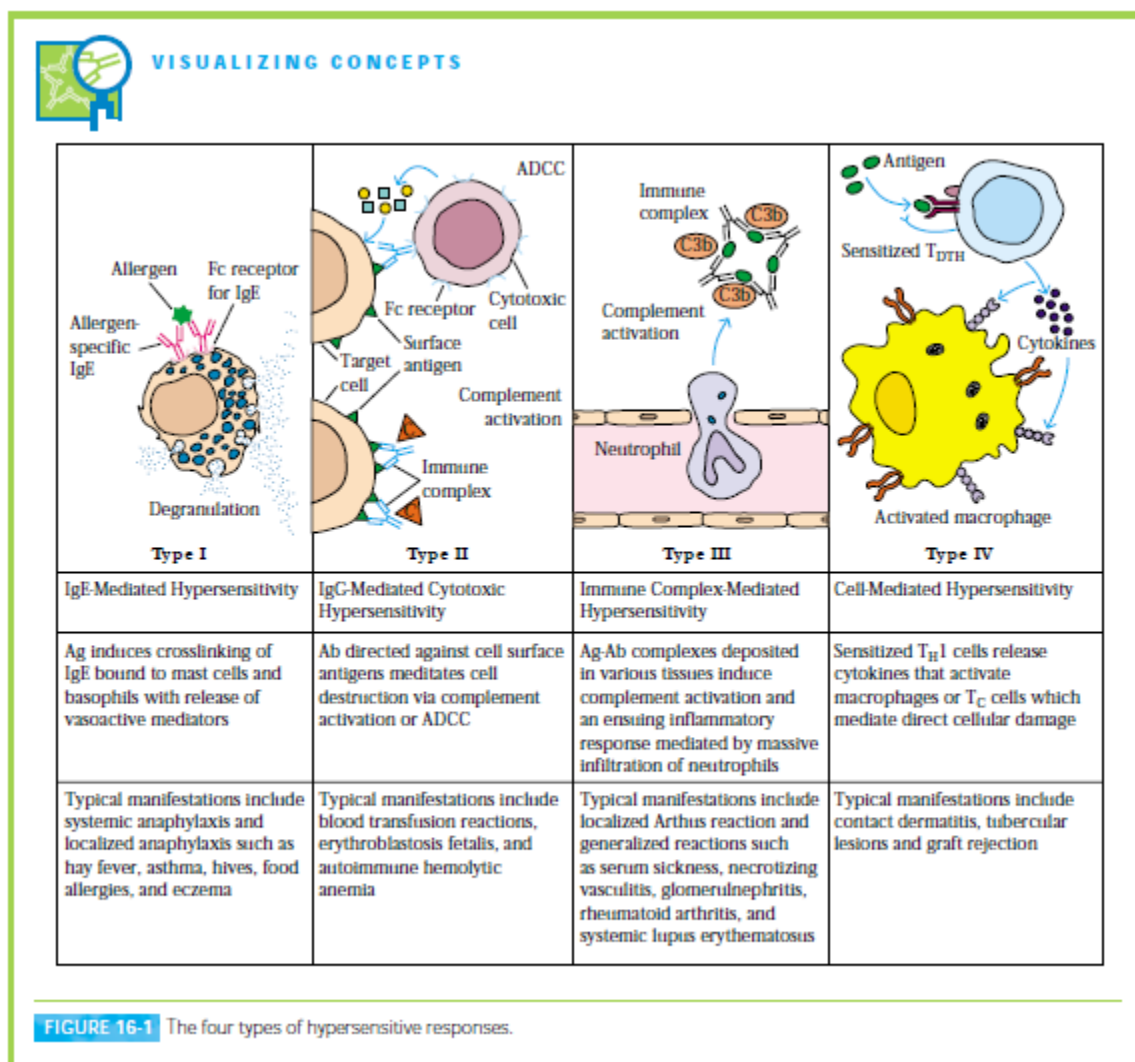 VISUALIZING CONCEPTS
Allergen
Fc receptor
for IgE
Allergen-
specific
IgE
Degranulation
Type I
ADCC
Fc receptor
Cytotoxic
cell
Surface
antigen
Target
cell
Complement
activation
C
Immune
complex
C
Type II
Immune
complex
C3b
C3b
C3b
Complement
activation
Neutrophil
Type III
Antigen
Sensitized TDTH
Cytokines
Activated macrophage
Type IV
IgE-Mediated Hypersensitivity
IgG-Mediated Cytotoxic
Hypersensitivity
Immune Complex-Mediated
Hypersensitivity
Cell-Mediated Hypersensitivity
Ag induces crosslinking of
IgE bound to mast cells and
basophils with release of
vasoactive mediators
Ab directed against cell surface
antigens meditates cell
destruction via complement
activation or ADCC
Ag-Ab complexes deposited
in various tissues induce
complement activation and
an ensuing inflammatory
response mediated by massive
infiltration of neutrophils
Sensitized TH1 cells release
cytokines that activate
macrophages or TC cells which
mediate direct cellular damage
Typical manifestations include
systemic anaphylaxis and
localized anaphylaxis such as
hay fever, asthma, hives, food
allergies, and eczema
Typical manifestations include
blood transfusion reactions,
erythroblastosis fetalis, and
autoimmune hemolytic
anemia
Typical manifestations include
localized Arthus reaction and
generalized reactions such
as serum sickness, necrotizing
vasculitis, glomerulnephritis,
rheumatoid arthritis, and
systemic lupus erythematosus
Typical manifestations include
contact dermatitis, tubercular
lesions and graft rejection
FIGURE 16-1 The four types of hypersensitive responses.